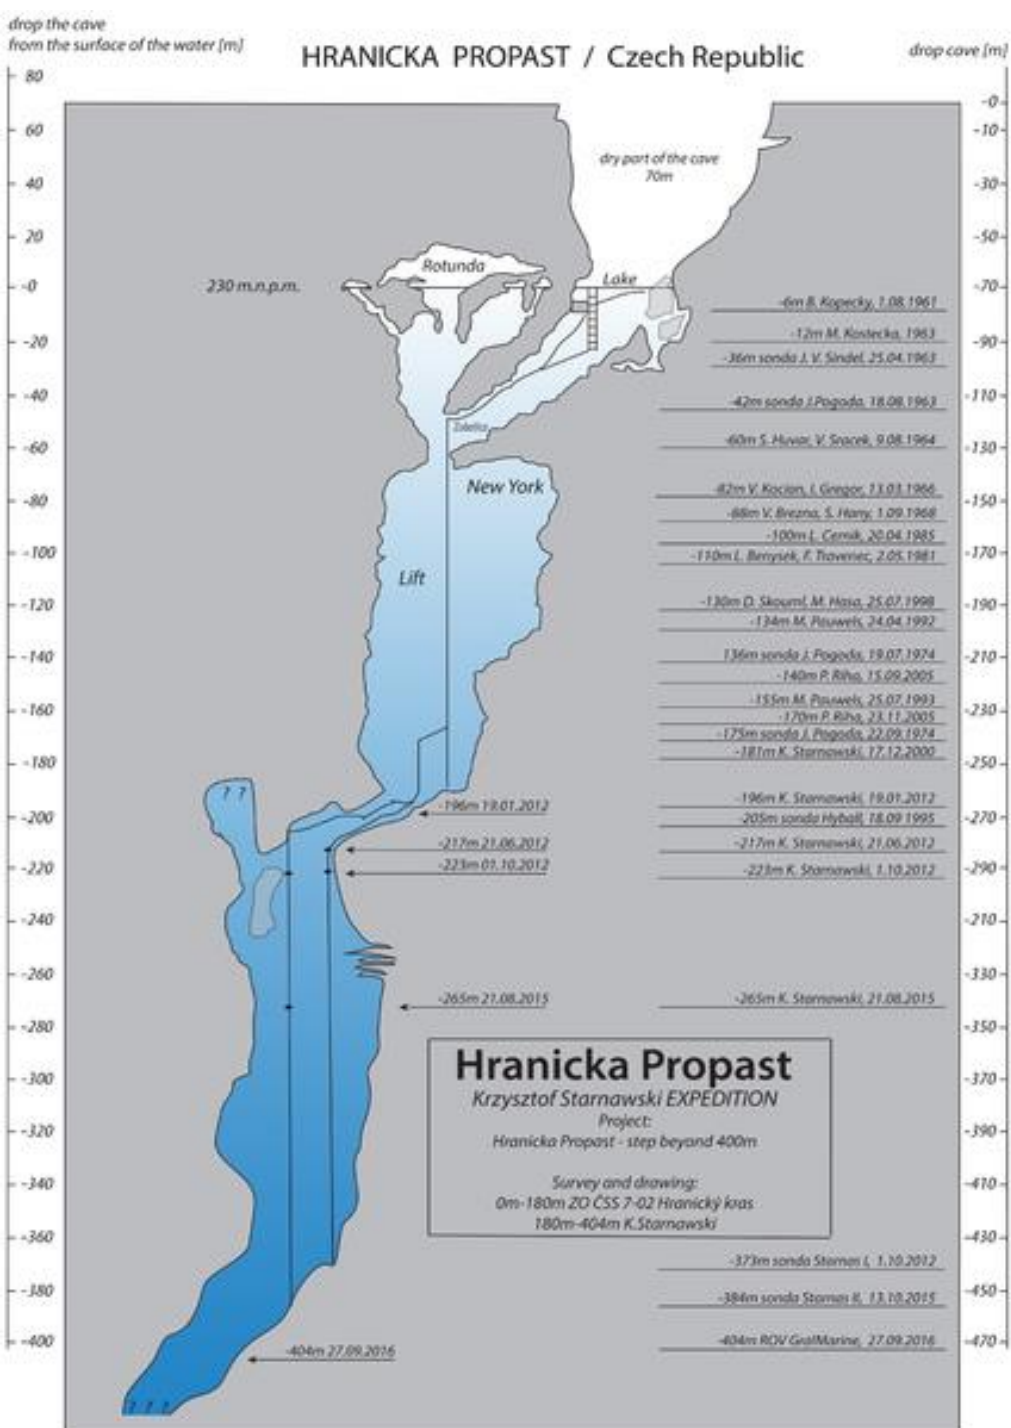 drop the cave
from the surface of the water [m]
HRANICKA PROPAST / Czech Republic
drop cave [m]
80
60
40
20
-0
-20
-40
-60
-80
-100
-120
-140
-160
-180
-200
-220
-240
-260
-280
-300
-320
-340
-360
-380
-400
-0
-10
-30
-50
-70
-90
-110
-130
-150
-170
-190
-210
-230
-250
-270
-290
-210
-330
-350
-370
-390
-410
-430
-450
-470
dry part of the cave
70m
Rotunda
230 m.n.p.m.
Lake
New York
Lift
? ?
-196m 19.01.2012
-217m 21.06.2012
-223m 01.10.2012
-265m 21.08.2015
-404m 27.09.2016
? ? ?
-6m B. Kopecky, 1.08.1961
-12m M. Kostecka, 1963
-36m sonda J. V. Sindel, 25.04.1963
-42m sonda J.Pogoda, 18.08.1963
-60m S. Huvar, V. Sracek, 9.08.1964
-82m V. Kocian, I. Gregor, 13.03.1966
-88m V. Brezna, S. Hany, 1.09.1968
-100m L. Cernik, 20.04.1985
-110m L. Benysek, F. Travenec, 2.05.1981
-130m D. Skouml, M. Hasa, 25.07.1998
-134m M. Pauwels, 24.04.1992
136m sonda J. Pogoda, 19.07.1974
-140m P. Riha, 15.09.2005
-155m M. Pauwels, 25.07.1993
-170m P. Riha, 23.11.2005
-175m sonda J. Pogoda, 22.09.1974
-181m K. Starnawski, 17.12.2000
-196m K. Starnawski, 19.01.2012
-205m sonda Hyball, 18.09 1995
-217m K. Starnawski, 21.06.2012
-223m K. Starnawski, 1.10.2012
-265m K. Starnawski, 21.08.2015
Hranicka Propast
Krzysztof Starnawski EXPEDITION
Project:
Hranicka Propast - step beyond 400m
Survey and drawing:
0m-180m ZO ČSS 7-02 Hranický kras
180m-404m K.Starnawski
-373m sonda Starnas I, 1.10.2012
-384m sonda Starnas II, 13.10.2015
-404m ROV GralMarine, 27.09.2016